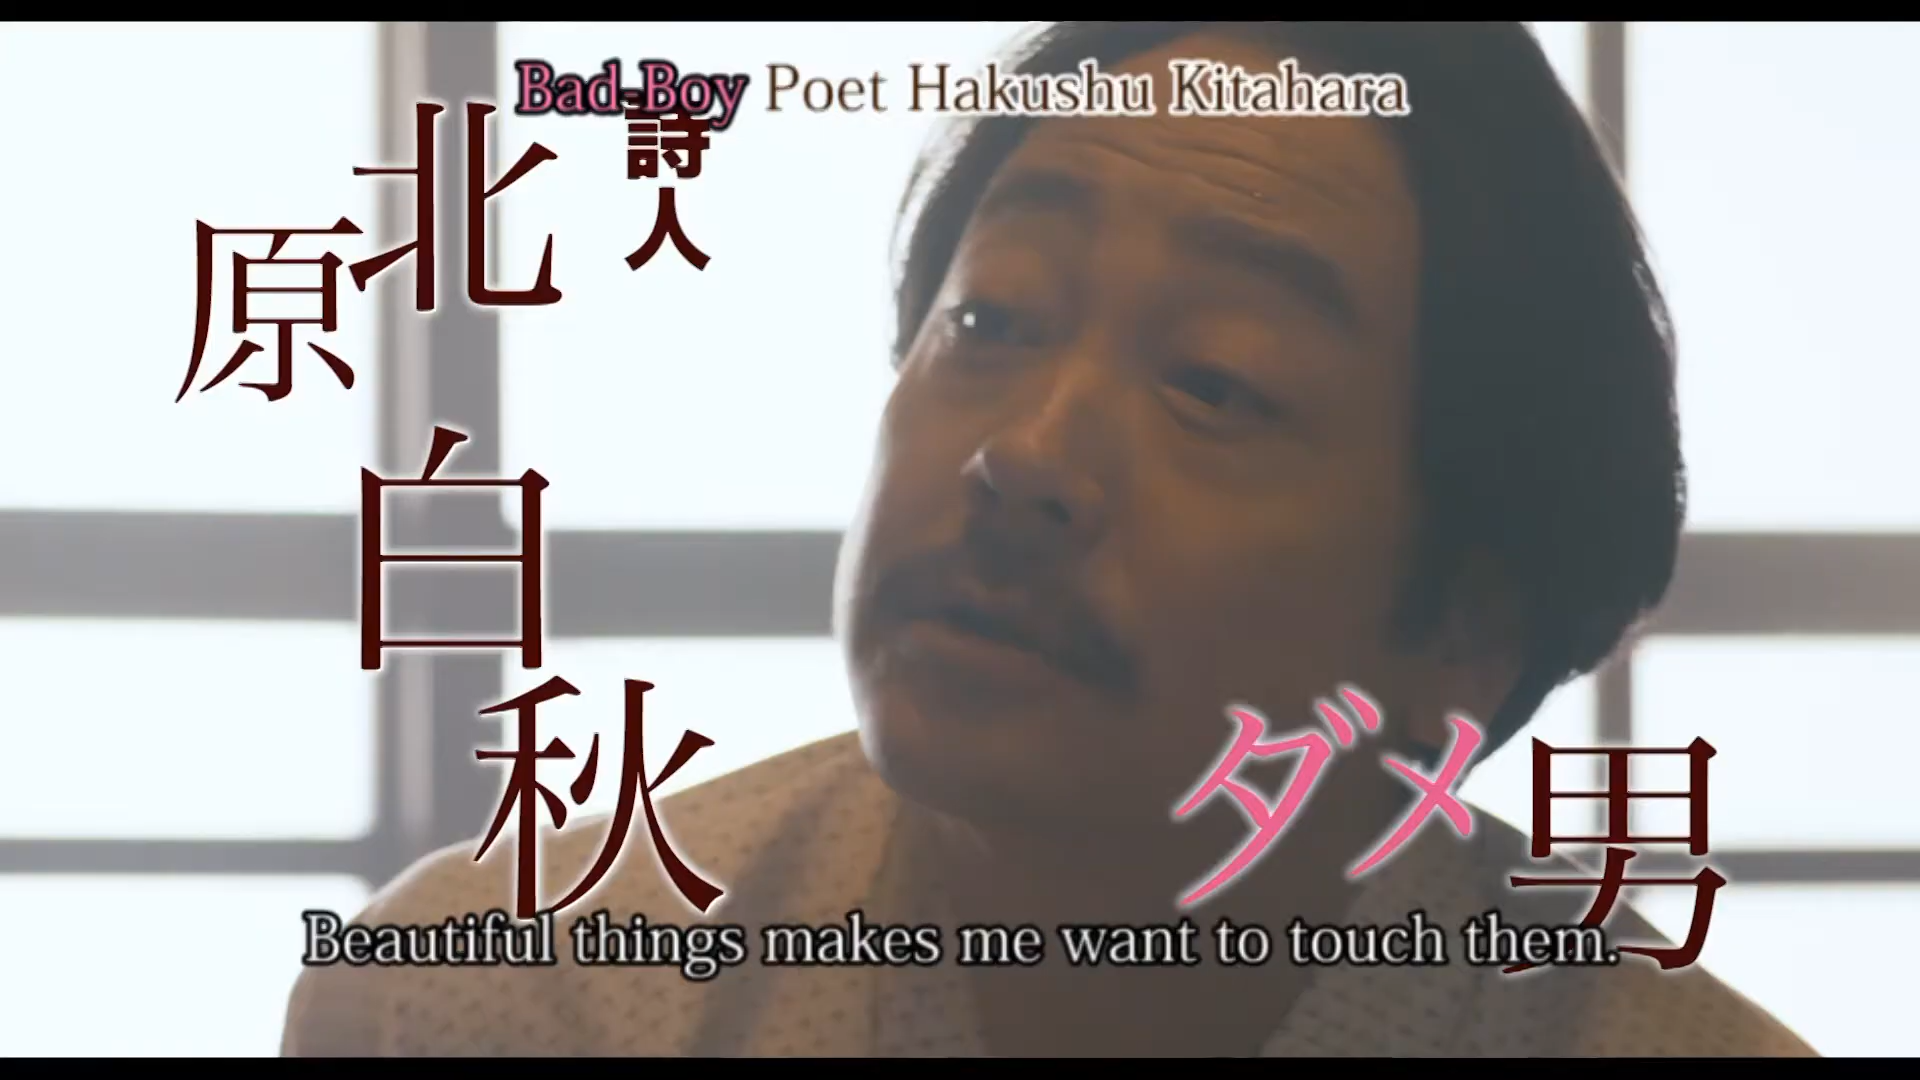 Bad-Boy Poet Hakushu Kitahara
詩人
北原
白秋
ダメ男
Beautiful things makes me want to touch them.